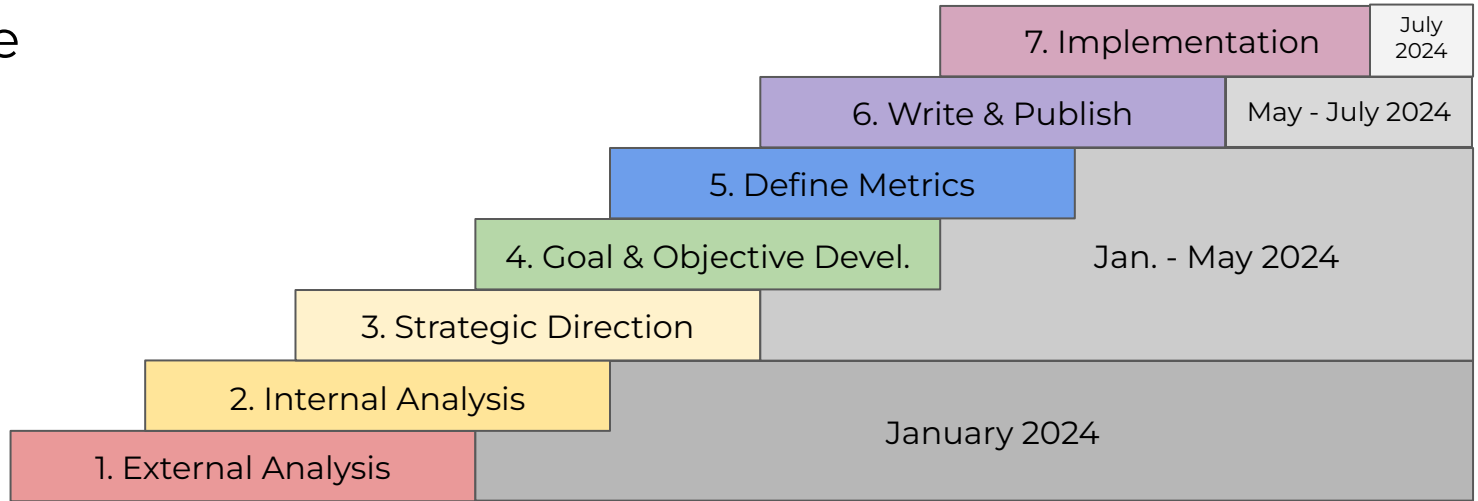 7. Implementation
July
2024
6. Write & Publish
May - July 2024
5. Define Metrics
4. Goal & Objective Devel.
Jan. - May 2024
3. Strategic Direction
2. Internal Analysis
January 2024
1. External Analysis